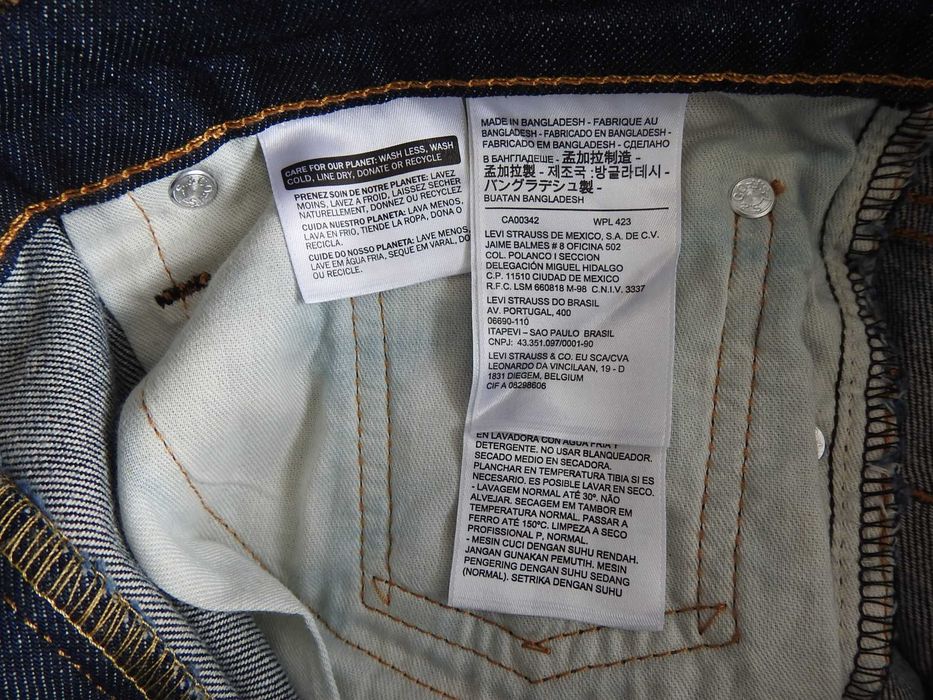 CARE FOR OUR PLANET: WASH LESS, WASH
COLD, LINE DRY, DONATE OR RECYCLE
PRENEZ SOIN DE NOTRE PLANETE: LAVEZ
MOINS, LAVEZ A FROID, LAISSEZ SECHER
NATURELLEMENT, DONNEZ OU RECYCLEZ
CUIDA NUESTRO PLANETA: LAVA MENOS,
LAVA EN FRIO, TIENDE LA ROPA, DONA O
RECICLA.
CUIDE DO NOSSO PLANETA: LAVE MENOS,
LAVE EM ÁGUA FRIA, SEQUE EM VARAL, DO
OU RECICLE.
MADE IN BANGLADESH - FABRIQUE AU
BANGLADESH - FABRICADO EN BANGLADESH -
FABRICADO EM BANGLADESH - СДЕЛАНО
В БАНГЛАДЕШЕ - 孟加拉制造 -
孟加拉製 - 제조국 :방글라데시 -
バングラデシュ製 -
BUATAN BANGLADESH
CA00342 WPL 423
LEVI STRAUSS DE MEXICO, S.A. DE C.V.
JAIME BALMES # 8 OFICINA 502
COL. POLANCO I SECCION
DELEGACIÓN MIGUEL HIDALGO
C.P. 11510 CIUDAD DE MEXICO
R.F.C. LSM 660818 M-98 C.N.I.V. 3337
LEVI STRAUSS DO BRASIL
AV. PORTUGAL, 400
06690-110
ITAPEVI – SAO PAULO BRASIL
CNPJ: 43.351.097/0001-90
LEVI STRAUSS & CO. EU SCA/CVA
LEONARDO DA VINCILAAN, 19 - D
1831 DIEGEM, BELGIUM
CIF A 08298606
EN LAVADORA CON AGUA FRIA Y
DETERGENTE. NO USAR BLANQUEADOR.
SECADO MEDIO EN SECADORA.
PLANCHAR EN TEMPERATURA TIBIA SI ES
NECESARIO. ES POSIBLE LAVAR EN SECO.
- LAVAGEM NORMAL ATÉ 30º. NÃO
ALVEJAR. SECAGEM EM TAMBOR EM
TEMPERATURA NORMAL. PASSAR A
FERRO ATÉ 150ºC. LIMPEZA A SECO
PROFISSIONAL P, NORMAL.
- MESIN CUCI DENGAN SUHU RENDAH.
JANGAN GUNAKAN PEMUTIH. MESIN
PENGERING DENGAN SUHU SEDANG
(NORMAL). SETRIKA DENGAN SUHU